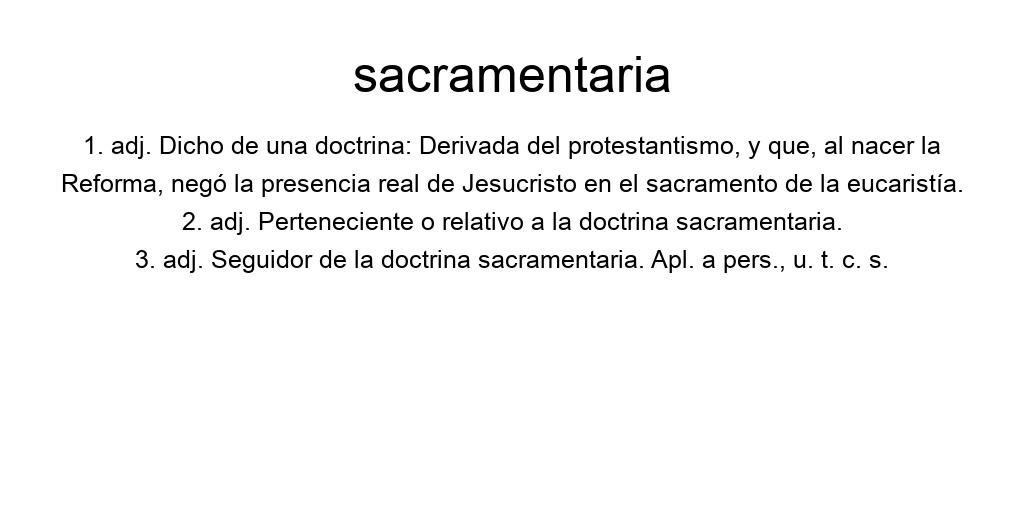 sacramentaria
1. adj. Dicho de una doctrina: Derivada del protestantismo, y que, al nacer la
Reforma, negó la presencia real de Jesucristo en el sacramento de la eucaristía.
2. adj. Perteneciente o relativo a la doctrina sacramentaria.
3. adj. Seguidor de la doctrina sacramentaria. Apl. a pers., u. t. c. s.